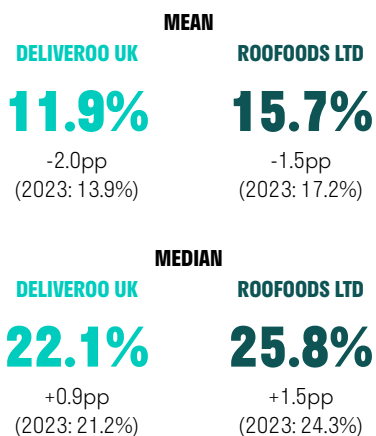 MEAN
DELIVEROO UK
ROOFOODS LTD
11.9%
15.7%
-2.0pp
-1.5pp
(2023: 13.9%)
(2023: 17.2%)
MEDIAN
DELIVEROO UK
ROOFOODS LTD
22.1%
25.8%
+0.9pp
+1.5pp
(2023: 21.2%)
(2023: 24.3%)